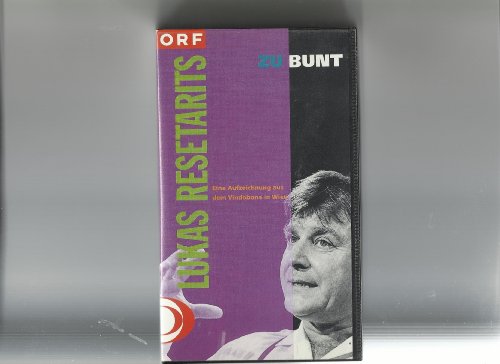 ORF
ZU BUNT
LUKAS RESETARITS
Eine Aufzeichnung aus
dem Vindobona in Wien